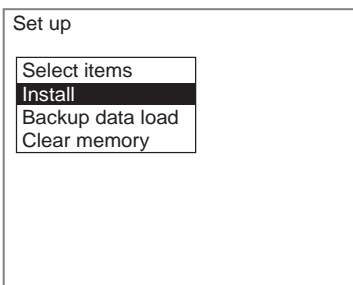 Set up
Select items
Install
Backup data load
Clear memory